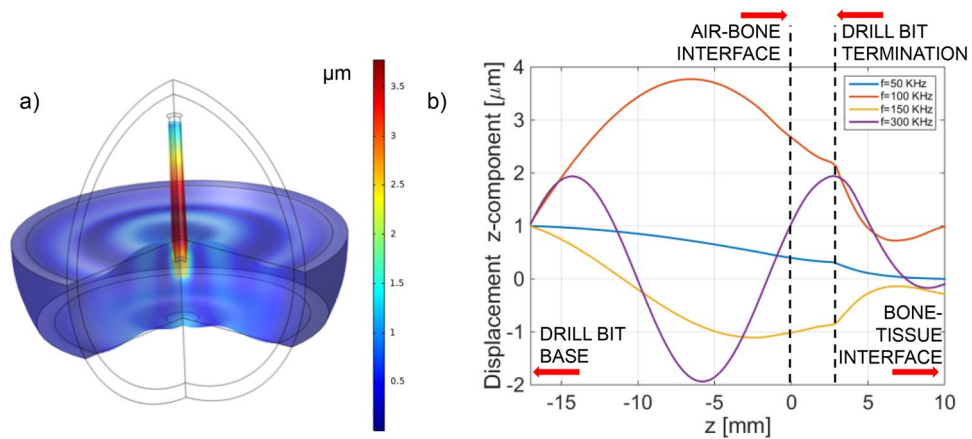 a)
μm
3.5
3
2.5
2
1.5
1
0.5
b)
AIR-BONE
INTERFACE
DRILL BIT
TERMINATION
Displacement z-component [μm]
4
3
2
1
0
-1
-2
f=50 KHz
f=100 KHz
f=150 KHz
f=300 KHz
DRILL BIT
BASE
BONE-
TISSUE
INTERFACE
-15
-10
-5
0
5
10
z [mm]